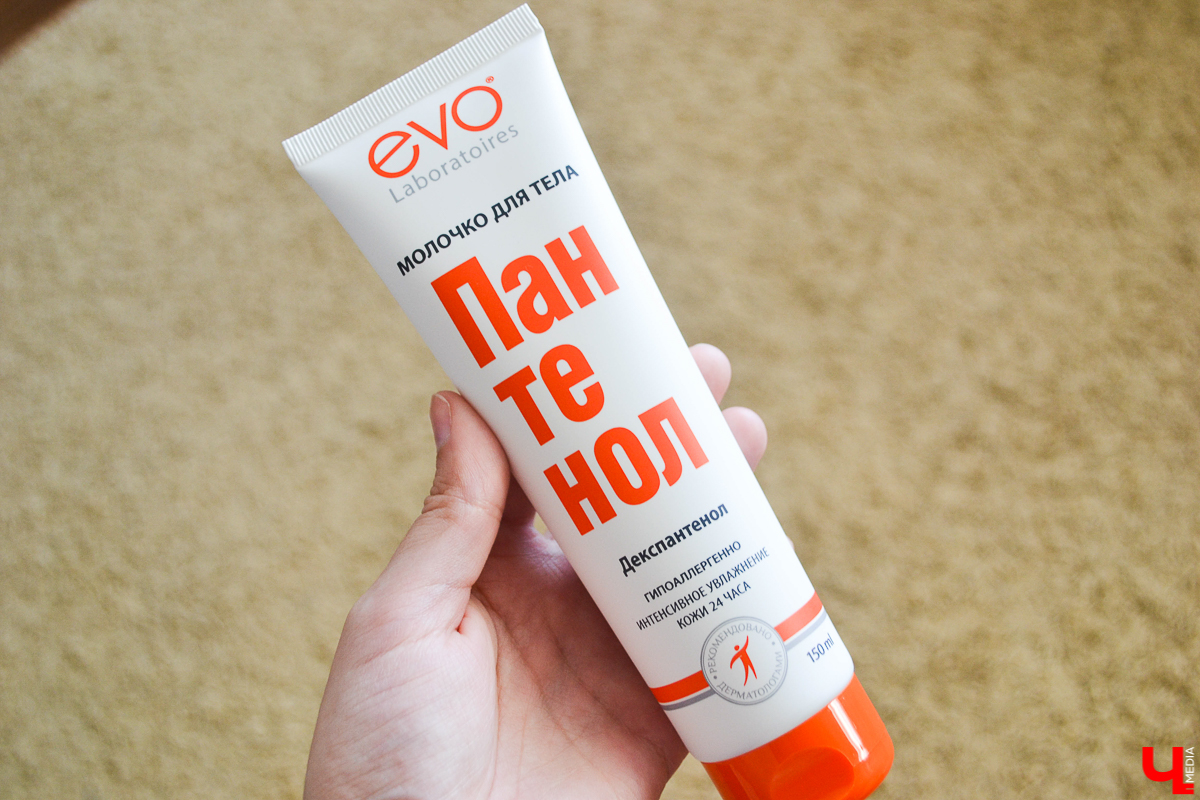 evo®
Laboratoires
МОЛОЧКО ДЛЯ ТЕЛА
Пан
те
нол
Декспантенол
ГИПОАЛЛЕРГЕННО
ИНТЕНСИВНОЕ УВЛАЖНЕНИЕ
КОЖИ 24 ЧАСА
РЕКОМЕНДОВАНО
ДЕРМАТОЛОГАМИ
150 ml
Ч MEDIA